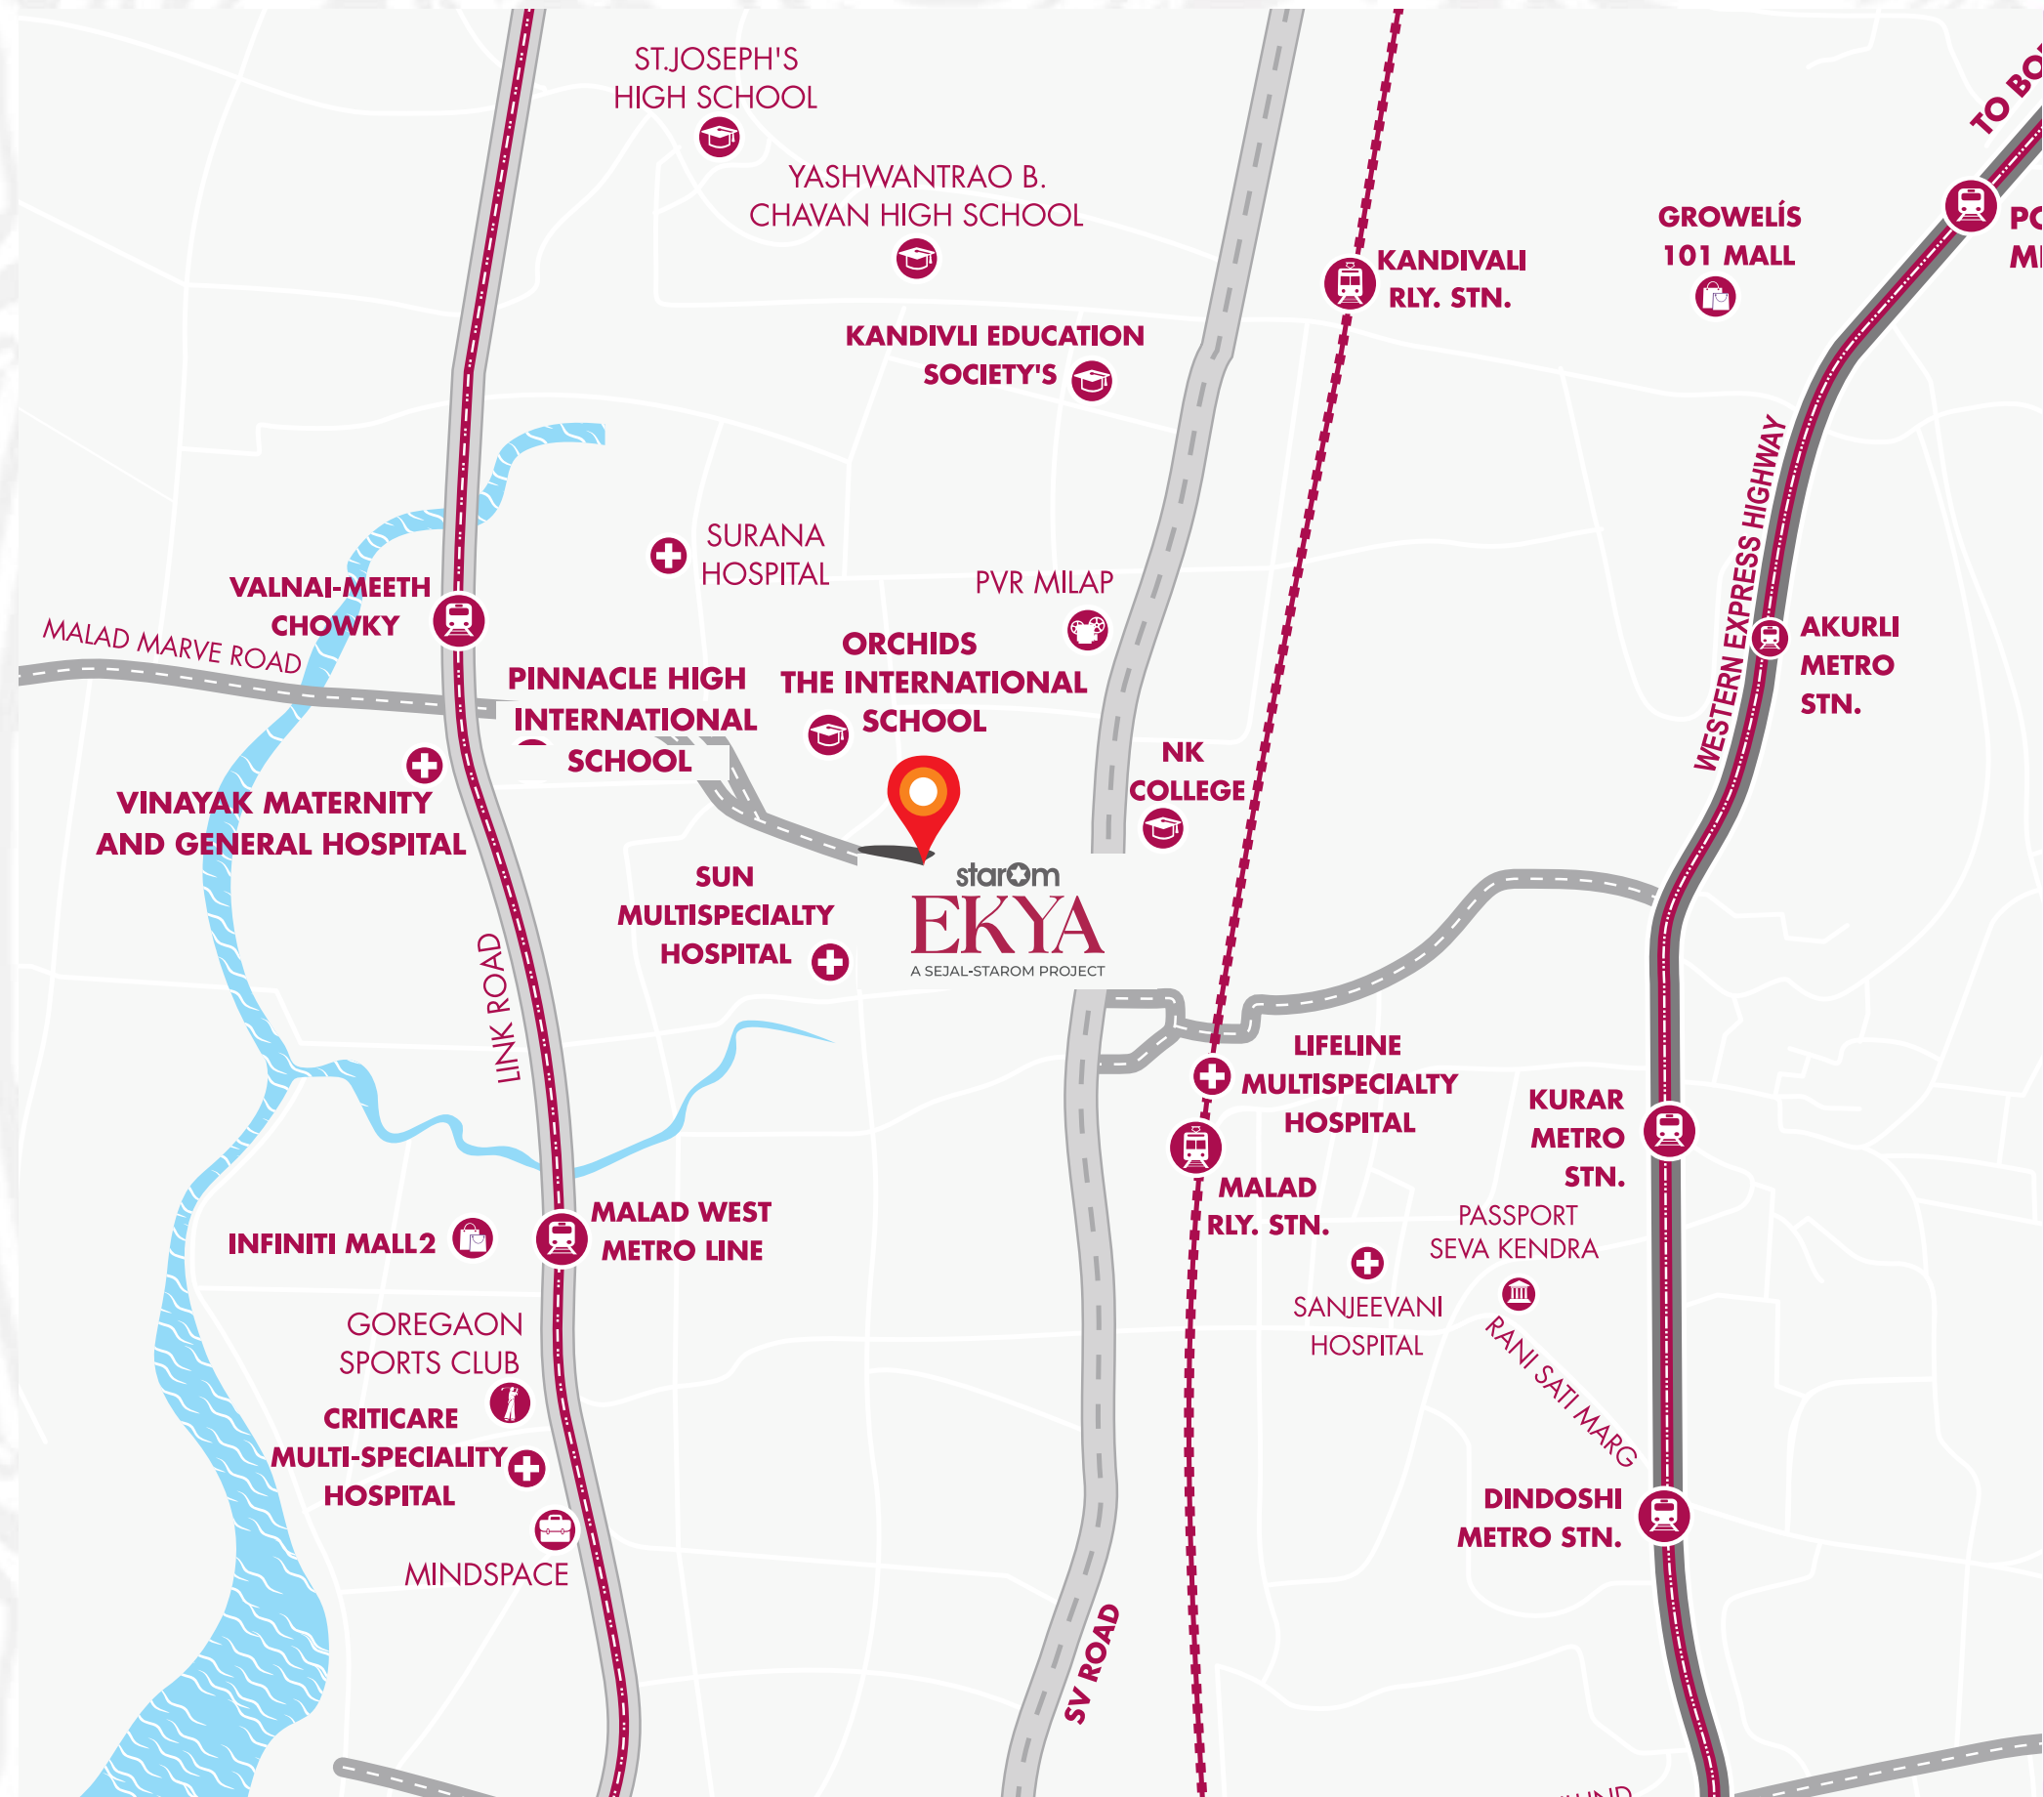 ST.JOSEPH'S
HIGH SCHOOL
YASHWANTRAO B.
CHAVAN HIGH SCHOOL
KANDIVLI EDUCATION
SOCIETY'S
KANDIVALI
RLY. STN.
GROWELÍS
101 MALL
WESTERN EXPRESS HIGHWAY
SURANA
HOSPITAL
PVR MILAP
VALNAI-MEETH
CHOWKY
MALAD MARVE ROAD
PINNACLE HIGH
INTERNATIONAL
SCHOOL
ORCHIDS
THE INTERNATIONAL
SCHOOL
AKURLI
METRO
STN.
NK
COLLEGE
VINAYAK MATERNITY
AND GENERAL HOSPITAL
SUN
MULTISPECIALTY
HOSPITAL
starOm
EKYA
A SEJAL-STAROM PROJECT
LINK ROAD
LIFELINE
MULTISPECIALTY
HOSPITAL
KURAR
METRO
STN.
MALAD
RLY. STN.
PASSPORT
SEVA KENDRA
INFINITI MALL2
MALAD WEST
METRO LINE
SANJEEVANI
HOSPITAL
RANI SATI MARG
GOREGAON
SPORTS CLUB
CRITICARE
MULTI-SPECIALITY
HOSPITAL
MINDSPACE
DINDOSHI
METRO STN.
SV ROAD
TO